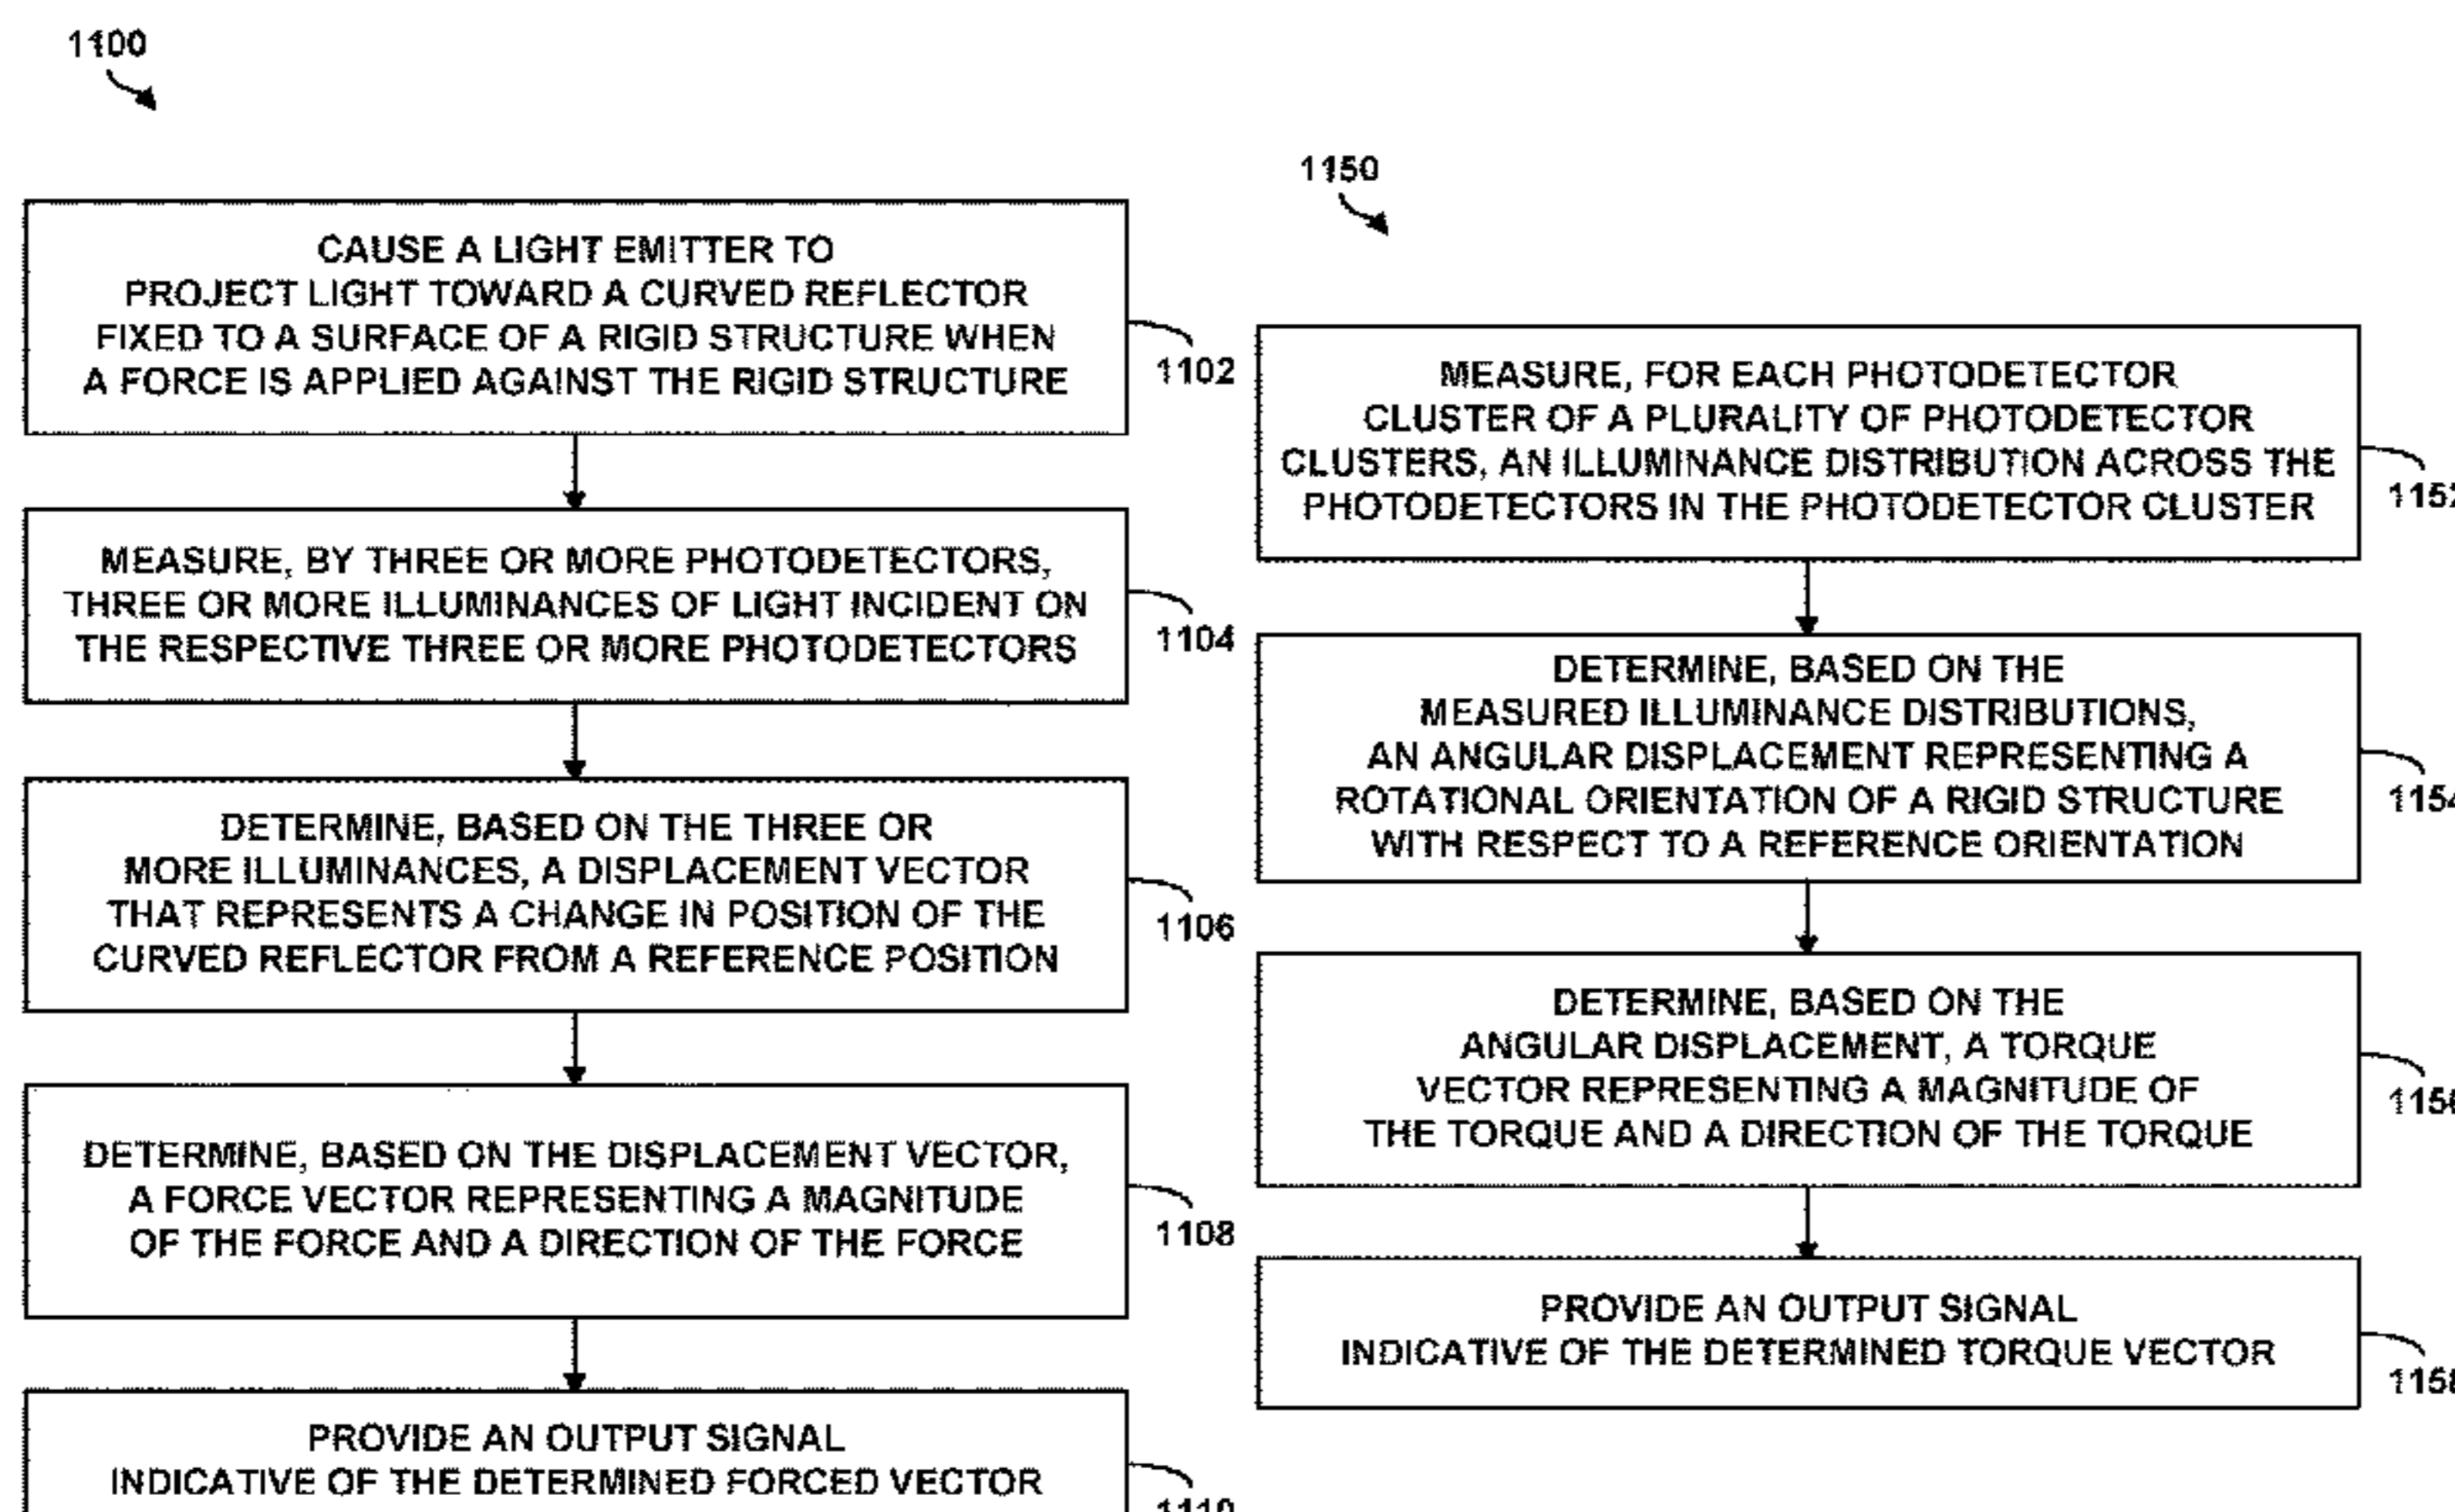 1100
CAUSE A LIGHT EMITTER TO
PROJECT LIGHT TOWARD A CURVED REFLECTOR
FIXED TO A SURFACE OF A RIGID STRUCTURE WHEN
A FORCE IS APPLIED AGAINST THE RIGID STRUCTURE
1102
MEASURE, BY THREE OR MORE PHOTODETECTORS,
THREE OR MORE ILLUMINANCES OF LIGHT INCIDENT ON
THE RESPECTIVE THREE OR MORE PHOTODETECTORS
1104
DETERMINE, BASED ON THE THREE OR
MORE ILLUMINANCES, A DISPLACEMENT VECTOR
THAT REPRESENTS A CHANGE IN POSITION OF THE
CURVED REFLECTOR FROM A REFERENCE POSITION
1106
DETERMINE, BASED ON THE DISPLACEMENT VECTOR,
A FORCE VECTOR REPRESENTING A MAGNITUDE
OF THE FORCE AND A DIRECTION OF THE FORCE
1108
PROVIDE AN OUTPUT SIGNAL
INDICATIVE OF THE DETERMINED FORCED VECTOR
1110
1150
MEASURE, FOR EACH PHOTODETECTOR
CLUSTER OF A PLURALITY OF PHOTODETECTOR
CLUSTERS, AN ILLUMINANCE DISTRIBUTION ACROSS THE
PHOTODETECTORS IN THE PHOTODETECTOR CLUSTER
1152
DETERMINE, BASED ON THE
MEASURED ILLUMINANCE DISTRIBUTIONS,
AN ANGULAR DISPLACEMENT REPRESENTING A
ROTATIONAL ORIENTATION OF A RIGID STRUCTURE
WITH RESPECT TO A REFERENCE ORIENTATION
1154
DETERMINE, BASED ON THE
ANGULAR DISPLACEMENT, A TORQUE
VECTOR REPRESENTING A MAGNITUDE OF
THE TORQUE AND A DIRECTION OF THE TORQUE
1156
PROVIDE AN OUTPUT SIGNAL
INDICATIVE OF THE DETERMINED TORQUE VECTOR
1158